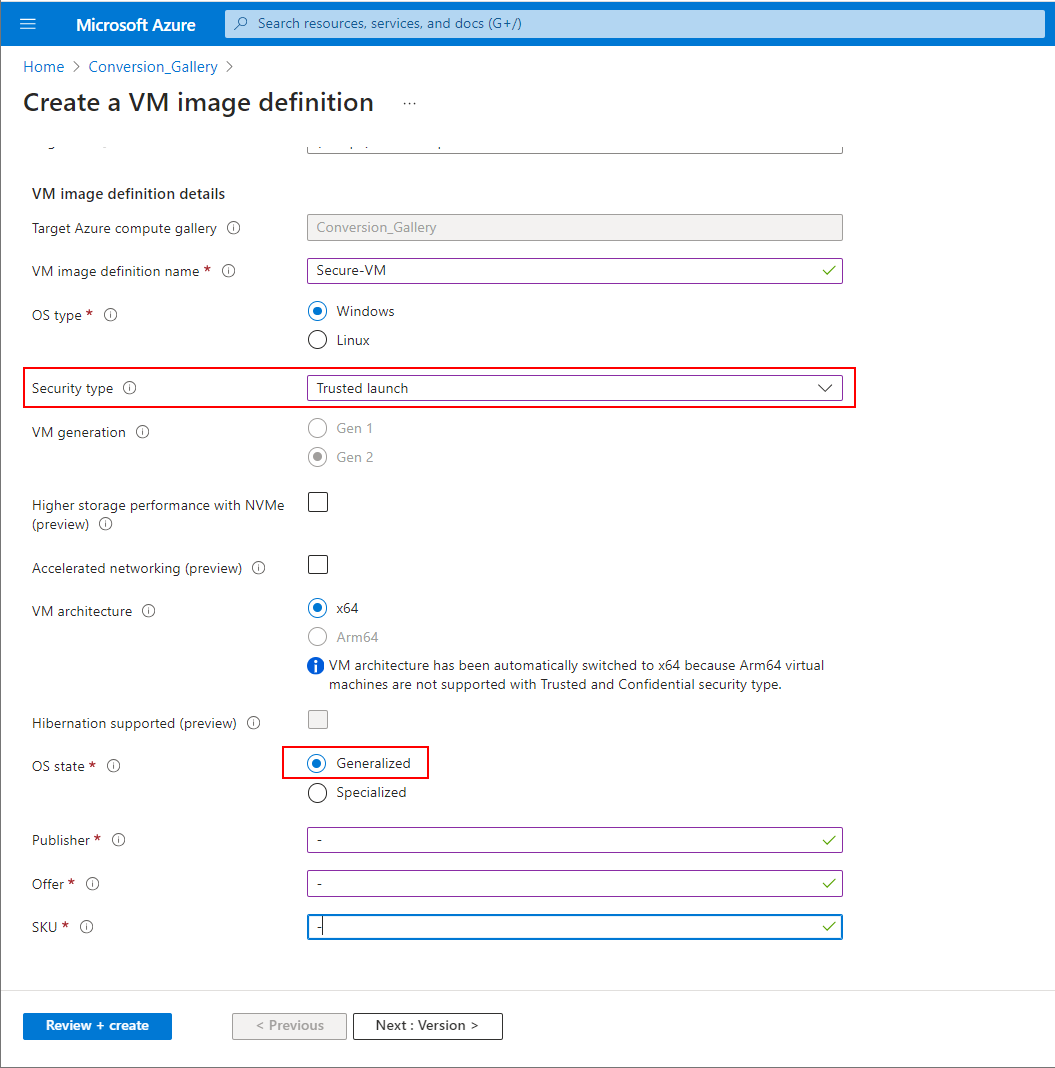 Microsoft Azure
Search resources, services, and docs (G+/)
Home > Conversion_Gallery >
Create a VM image definition ...
VM image definition details
Target Azure compute gallery
Conversion_Gallery
VM image definition name *
Secure-VM
OS type *
Windows
Linux
Security type
Trusted launch
VM generation
Gen 1
Gen 2
Higher storage performance with NVMe
(preview)
Accelerated networking (preview)
VM architecture
x64
Arm64
VM architecture has been automatically switched to x64 because Arm64 virtual
machines are not supported with Trusted and Confidential security type.
Hibernation supported (preview)
OS state *
Generalized
Specialized
Publisher *
-
Offer *
-
SKU *
-
Review + create
< Previous
Next : Version >